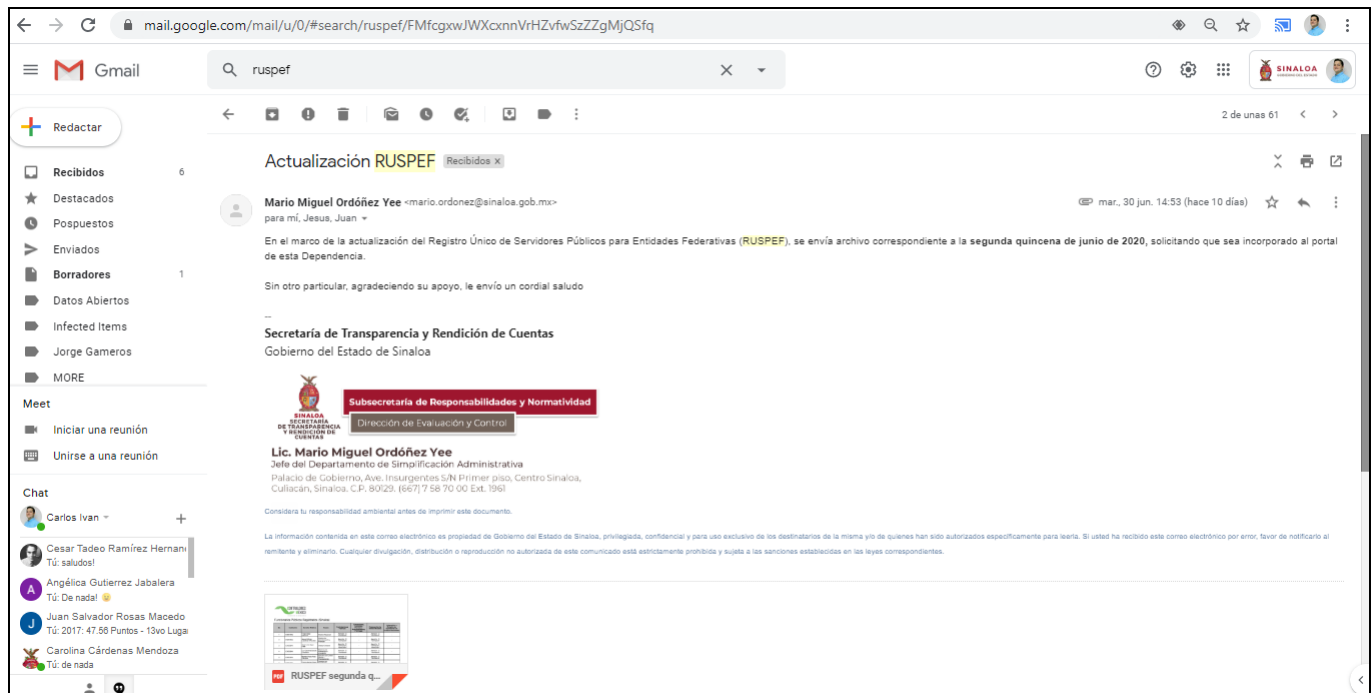 mail.google.com/mail/u/0/#search/ruspef/FMfcgxwJWXcxnnVrHZvfwSzZZgMjQSfq
Gmail
ruspef
SINALOA
Redactar
2 de unas 61
Recibidos 6
Destacados
Pospuestos
Enviados
Borradores 1
Datos Abiertos
Infected Items
Jorge Gameros
MORE
Meet
Iniciar una reunión
Unirse a una reunión
Chat
Carlos Ivan
Cesar Tadeo Ramírez Hernan
Tú: saludos!
A
Angélica Gutierrez Jabalera
Tú: De nada!
J
Juan Salvador Rosas Macedo
Tú: 2017: 47.56 Puntos - 13vo Lugar
Carolina Cárdenas Mendoza
Tú: de nada
Actualización RUSPEF Recibidos x
Mario Miguel Ordóñez Yee <mario.ordonez@sinaloa.gob.mx>
mar., 30 jun. 14:53 (hace 10 días)
para mí, Jesus, Juan
En el marco de la actualización del Registro Único de Servidores Públicos para Entidades Federativas (RUSPEF), se envía archivo correspondiente a la segunda quincena de junio de 2020, solicitando que sea incorporado al portal
de esta Dependencia.
Sin otro particular, agradeciendo su apoyo, le envío un cordial saludo
--
Secretaría de Transparencia y Rendición de Cuentas
Gobierno del Estado de Sinaloa
SINALOA
SECRETARÍA
DE TRANSPARENCIA
Y RENDICIÓN DE
CUENTAS
Subsecretaría de Responsabilidades y Normatividad
Dirección de Evaluación y Control
Lic. Mario Miguel Ordóñez Yee
Jefe del Departamento de Simplificación Administrativa
Palacio de Gobierno, Ave. Insurgentes S/N Primer piso, Centro Sinaloa,
Culiacán, Sinaloa. C.P. 80129. (667) 7 58 70 00 Ext. 1961
Considera tu responsabilidad ambiental antes de imprimir este documento.
La información contenida en este correo electrónico es propiedad de Gobierno del Estado de Sinaloa, privilegiada, confidencial y para uso exclusivo de los destinatarios de la misma y/o de quienes han sido autorizados específicamente para leerla. Si usted ha recibido este correo electrónico por error, favor de notificarlo al
remitente y eliminarlo. Cualquier divulgación, distribución o reproducción no autorizada de este comunicado está estrictamente prohibida y sujeta a las sanciones establecidas en las leyes correspondientes.
PDF RUSPEF segunda q...